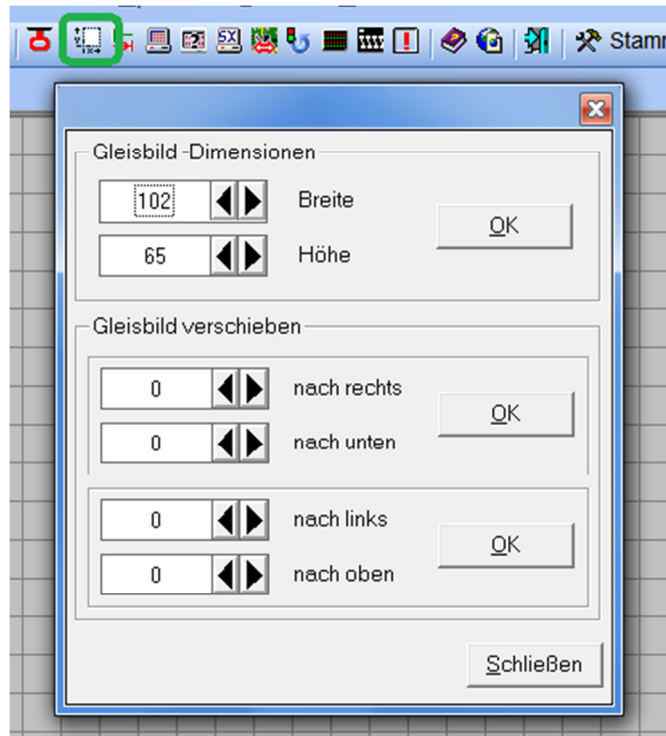 SX
Stamm
Gleisbild -Dimensionen
102 Breite
OK
65 Höhe
Gleisbild verschieben
0 nach rechts
OK
0 nach unten
0 nach links
OK
0 nach oben
Schließen